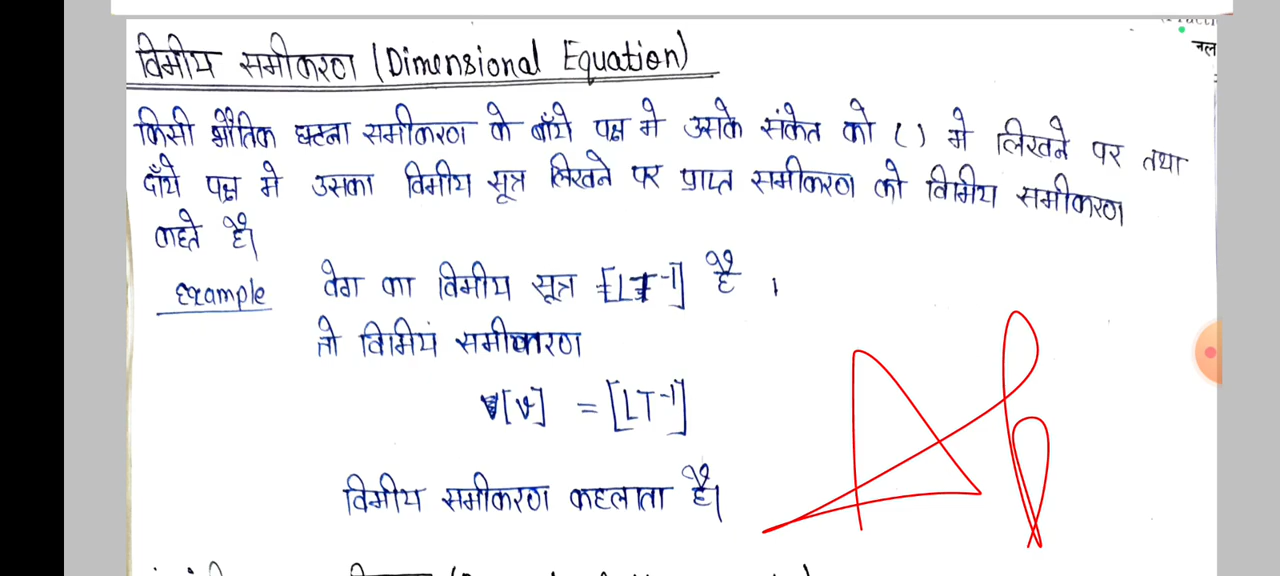 विमीय समीकरण (Dimensional Equation)
किसी भौतिक घटना समीकरण के बाँये पक्ष मे उसके संकेत को ( ) मे लिखने पर तथा
दाँये पक्ष मे उसका विमीय सूत्र लिखने पर प्राप्त समीकरण को विमिय समीकरण
कहते है।
Example वेग का विमीय सूत्र [LT⁻¹] है ,
तो विमिय समीकरण
[v] = [LT⁻¹]
विमीय समीकरण कहलाता है।
जल